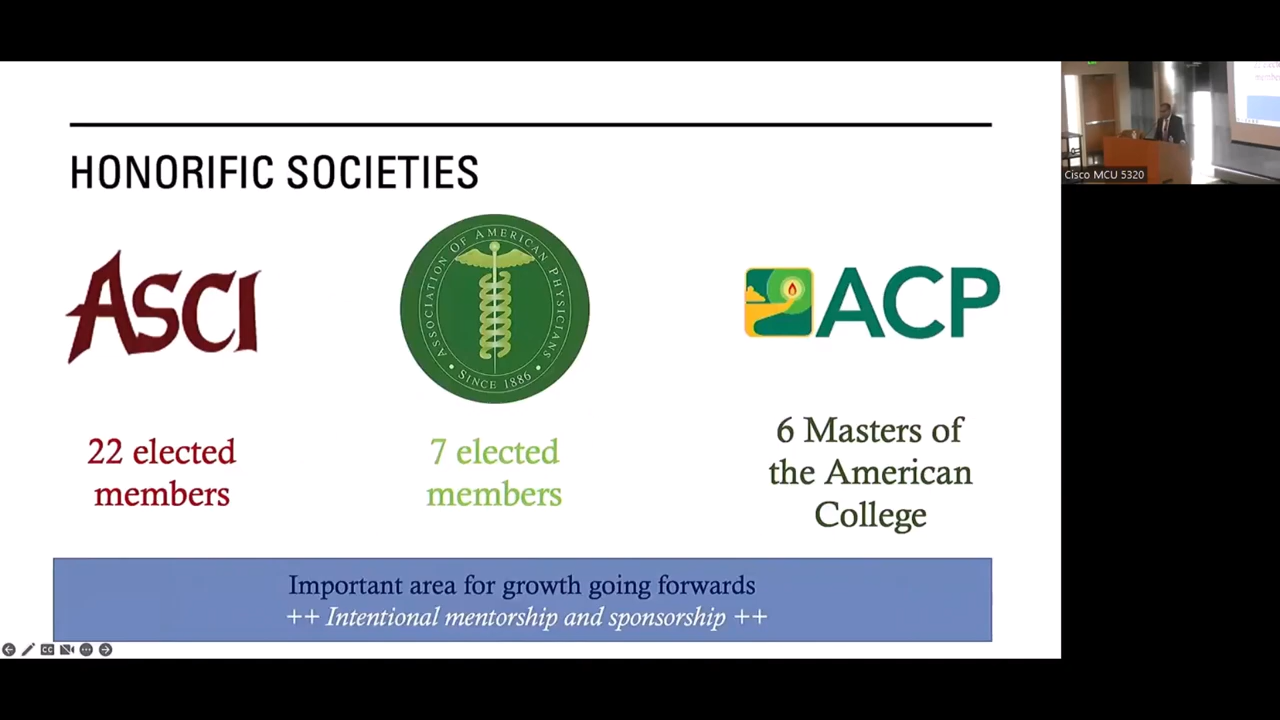 HONORIFIC SOCIETIES
ASCI
ASSOCIATION OF AMERICAN PHYSICIANS
• SINCE 1886 •
ACP
22 elected
members
7 elected
members
6 Masters of
the American
College
Important area for growth going forwards
++ Intentional mentorship and sponsorship ++
CC
Cisco MCU 5320